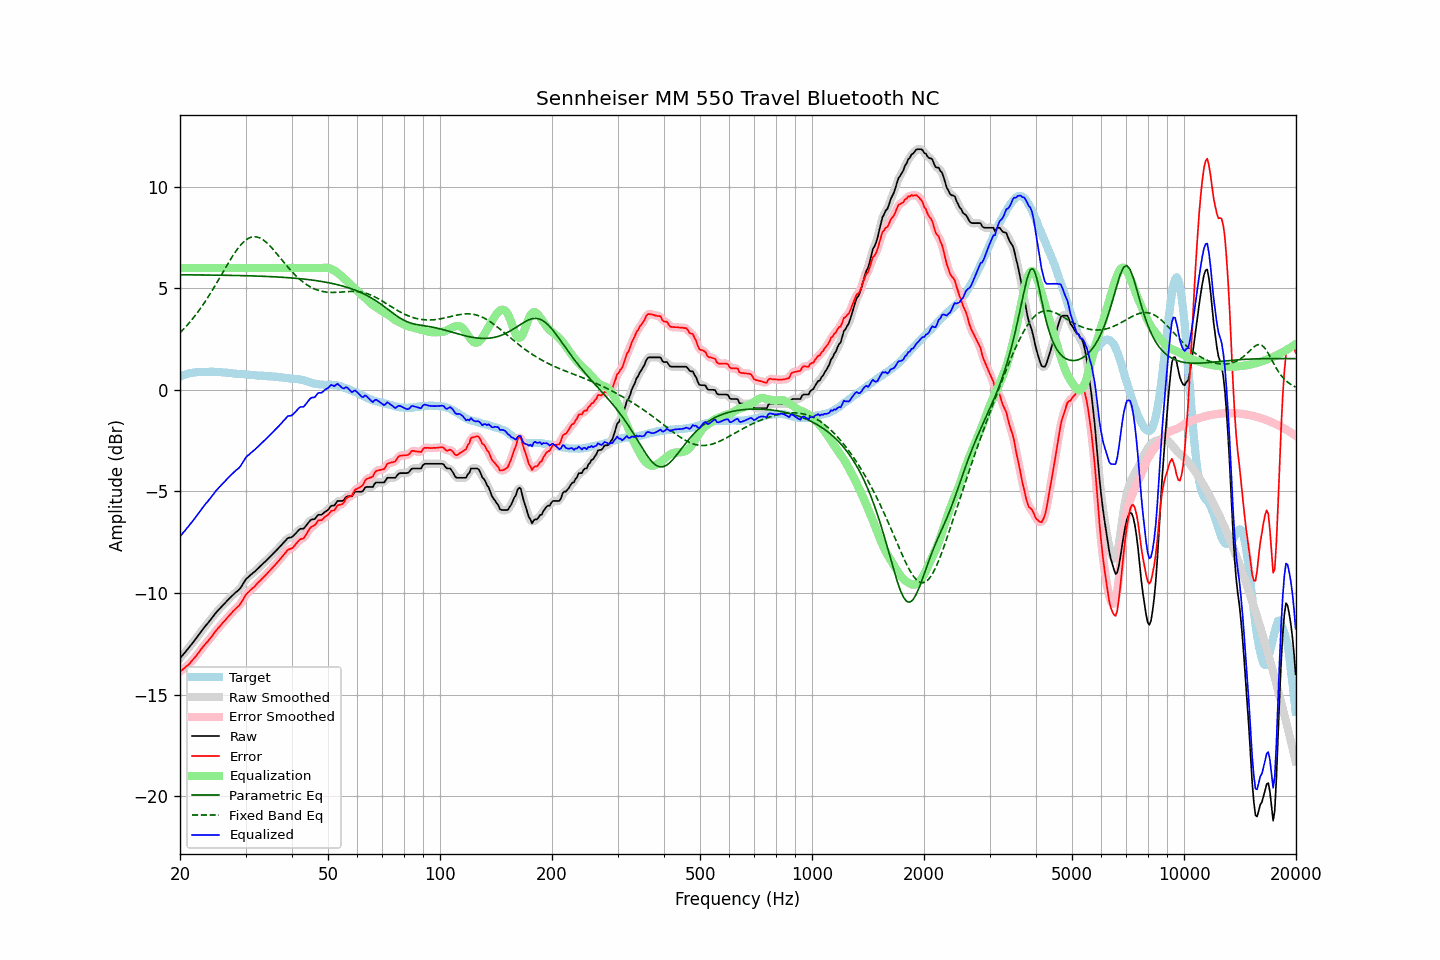 Sennheiser MM 550 Travel Bluetooth NC
Amplitude (dBr)
10
5
0
−5
−10
−15
−20
Target
Raw Smoothed
Error Smoothed
Raw
Error
Equalization
Parametric Eq
Fixed Band Eq
Equalized
20 50 100 200 500 1000 2000 5000 10000 20000
Frequency (Hz)